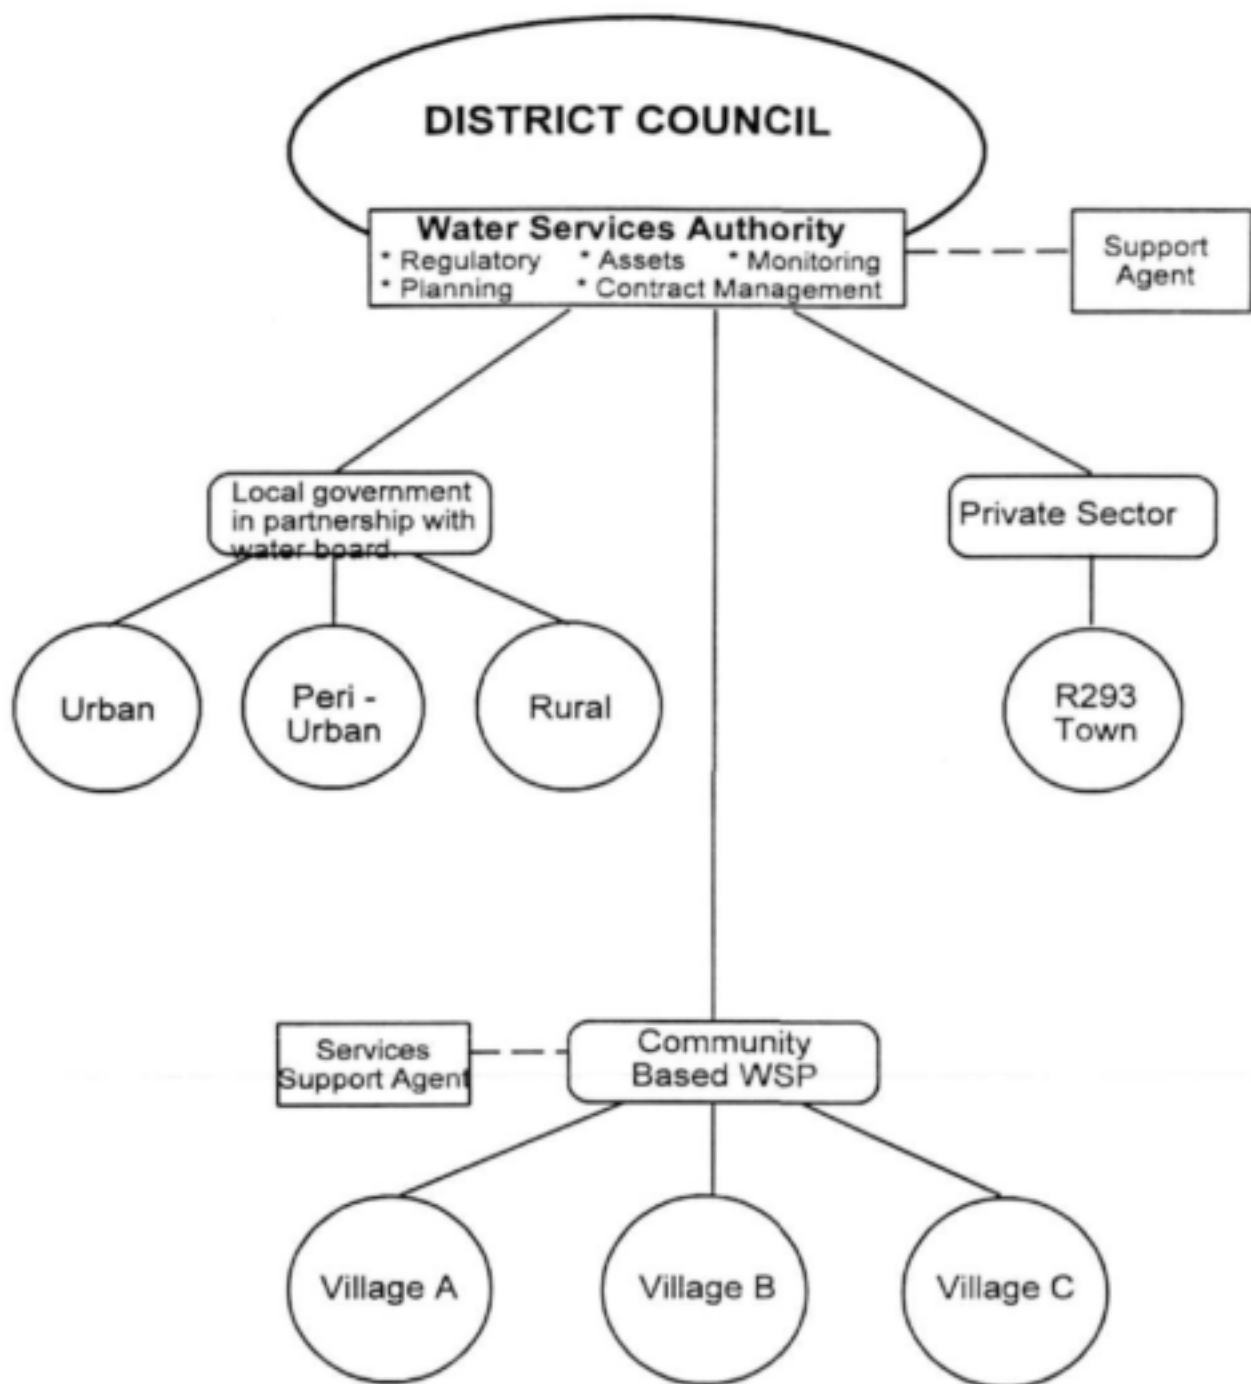 DISTRICT COUNCIL
Water Services Authority
* Regulatory * Assets * Monitoring
* Planning * Contract Management
Support
Agent
Local government
in partnership with
water board.
Private Sector
Urban
Peri -
Urban
Rural
R293
Town
Services
Support Agent
Community
Based WSP
Village A
Village B
Village C